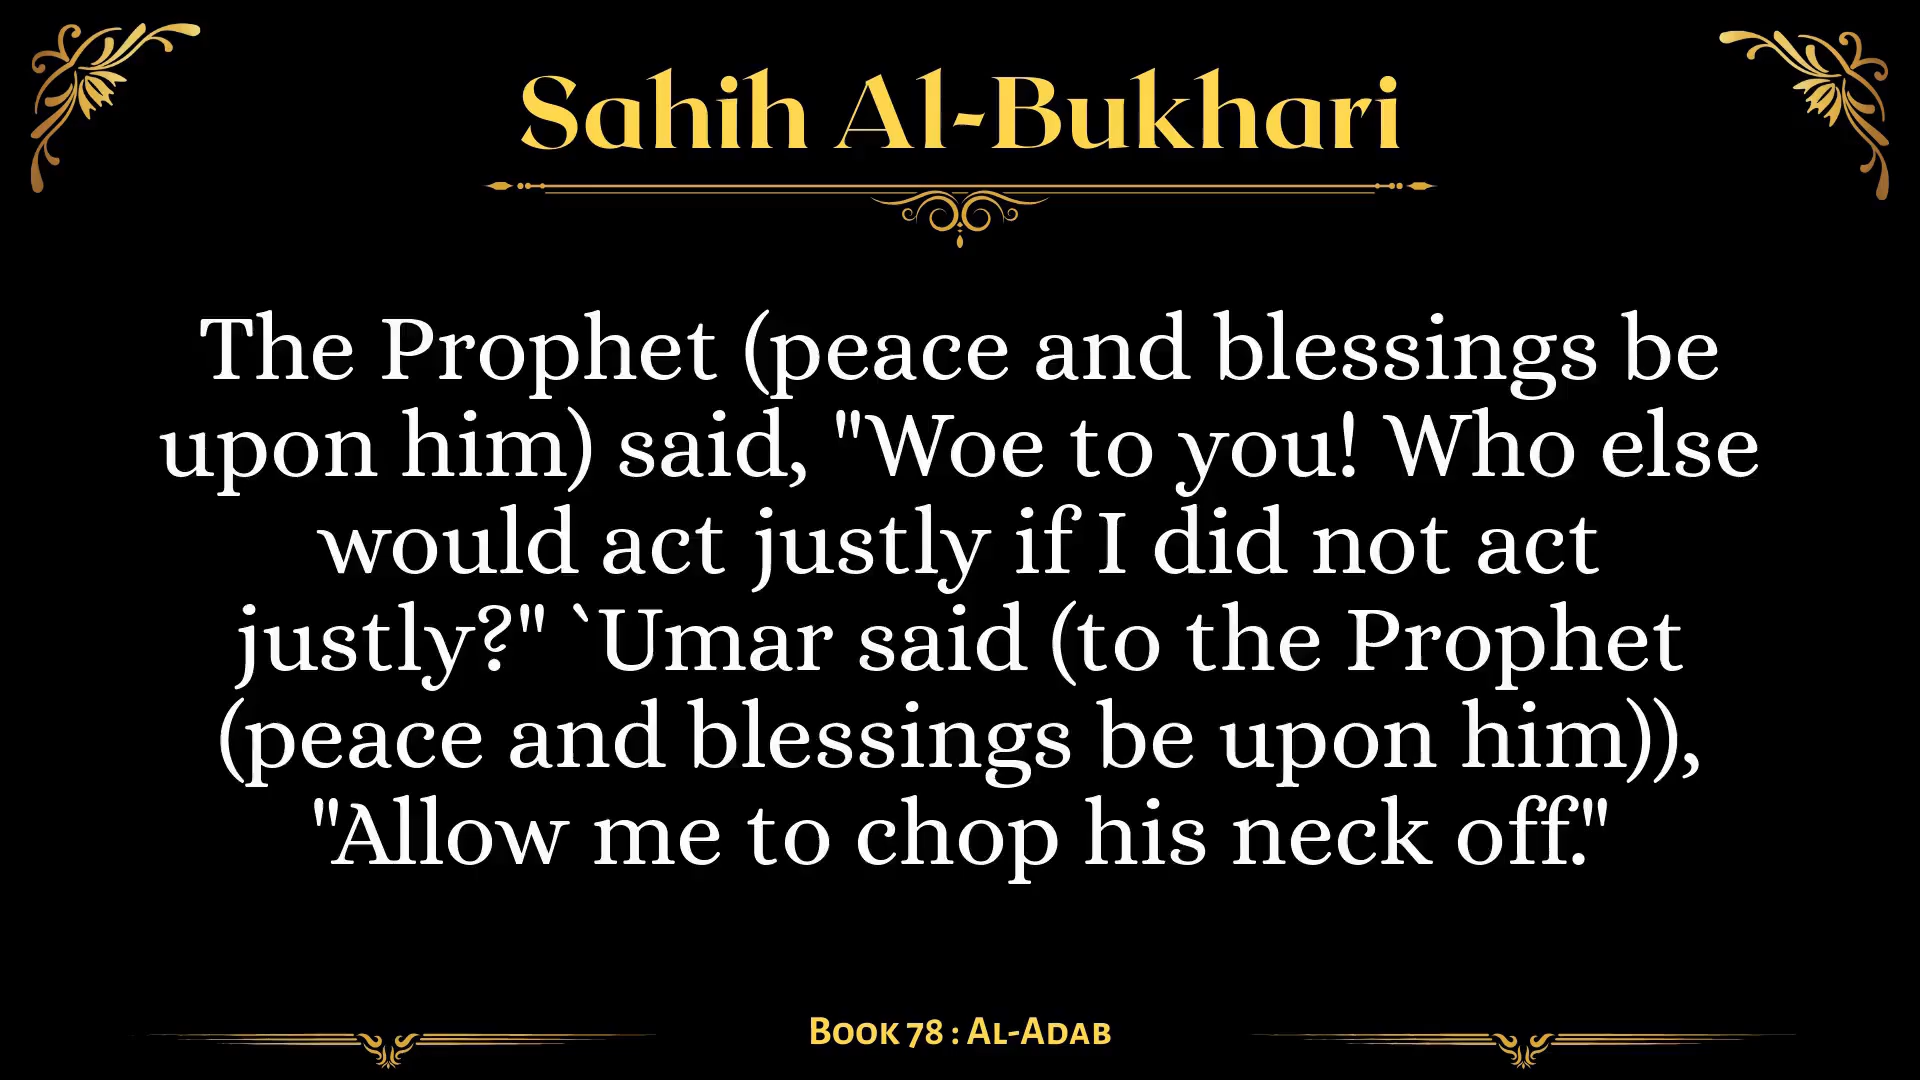 Sahih Al-Bukhari
The Prophet (peace and blessings be
upon him) said, "Woe to you! Who else
would act justly if I did not act
justly?" `Umar said (to the Prophet
(peace and blessings be upon him)),
"Allow me to chop his neck off."
Book 78 : Al-Adab